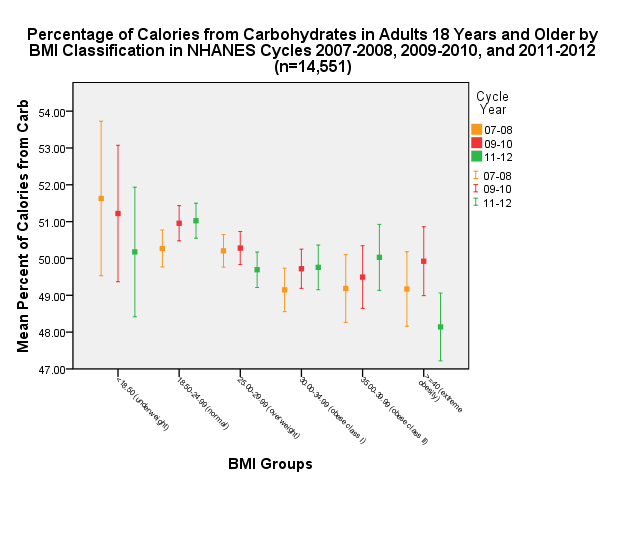 Percentage of Calories from Carbohydrates in Adults 18 Years and Older by
BMI Classification in NHANES Cycles 2007-2008, 2009-2010, and 2011-2012
(n=14,551)
Mean Percent of Calories from Carb
54.00
53.00
52.00
51.00
50.00
49.00
48.00
47.00
Cycle
Year
07-08
09-10
11-12
07-08
09-10
11-12
<18.50 (underweight)
18.50-24.99 (normal)
25.00-29.99 (overweight)
30.00-34.99 (obese class I)
35.00-39.99 (obese class II)
>=40 (extreme
obesity)
BMI Groups